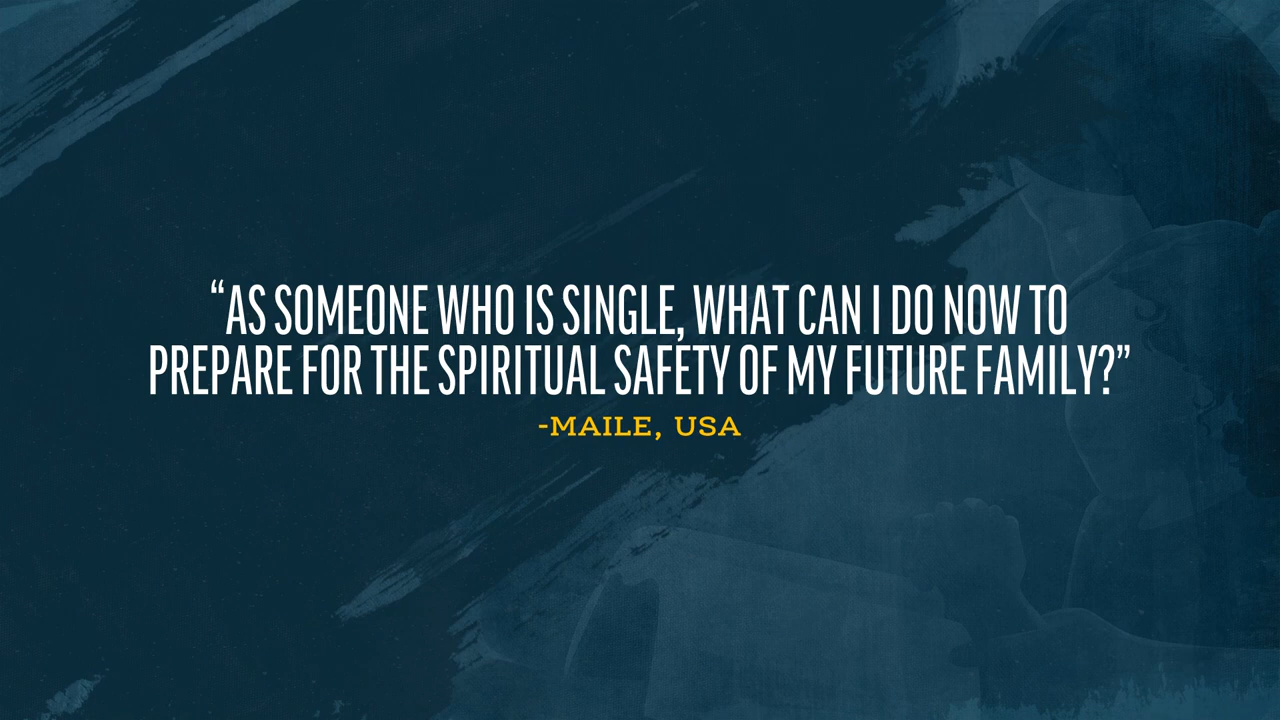 “AS SOMEONE WHO IS SINGLE, WHAT CAN I DO NOW TO
PREPARE FOR THE SPIRITUAL SAFETY OF MY FUTURE FAMILY?”
-MAILE, USA